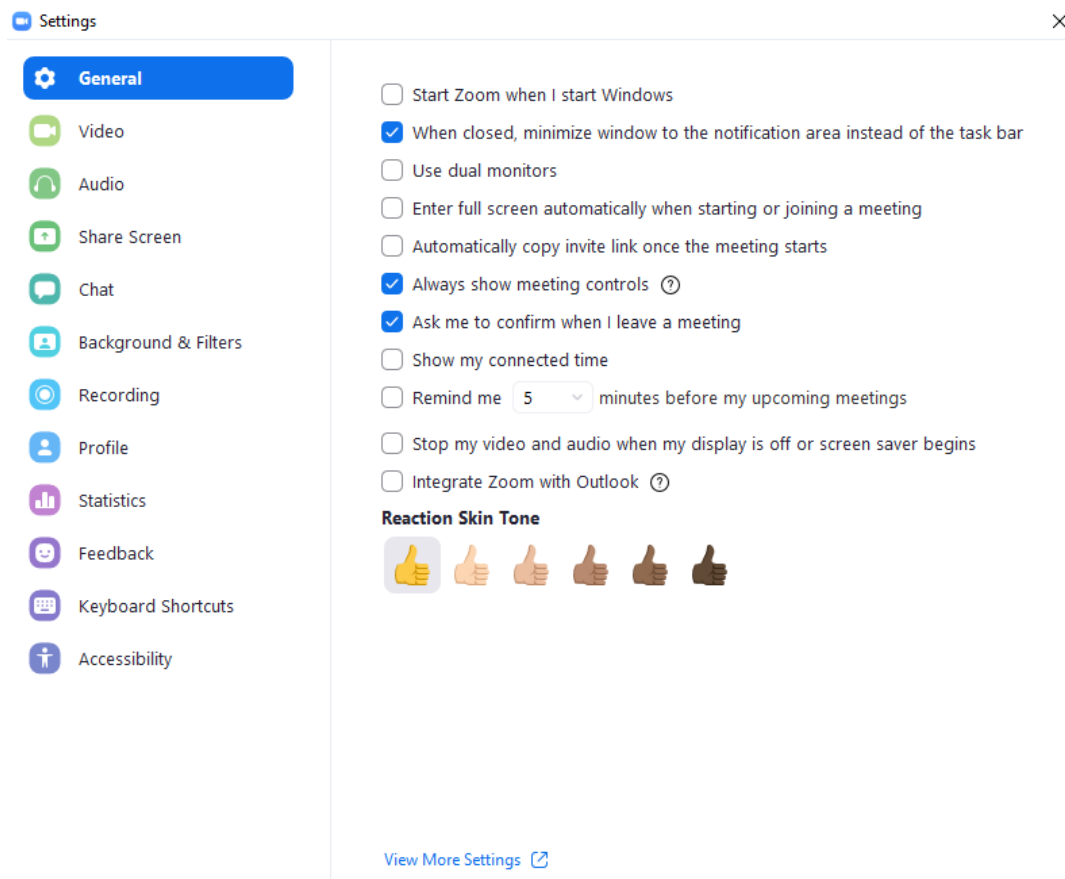 Settings
General
Video
Audio
Share Screen
Chat
Background & Filters
Recording
Profile
Statistics
Feedback
Keyboard Shortcuts
Accessibility
Start Zoom when I start Windows
When closed, minimize window to the notification area instead of the task bar
Use dual monitors
Enter full screen automatically when starting or joining a meeting
Automatically copy invite link once the meeting starts
Always show meeting controls ?
Ask me to confirm when I leave a meeting
Show my connected time
Remind me 5 minutes before my upcoming meetings
Stop my video and audio when my display is off or screen saver begins
Integrate Zoom with Outlook ?
Reaction Skin Tone
View More Settings